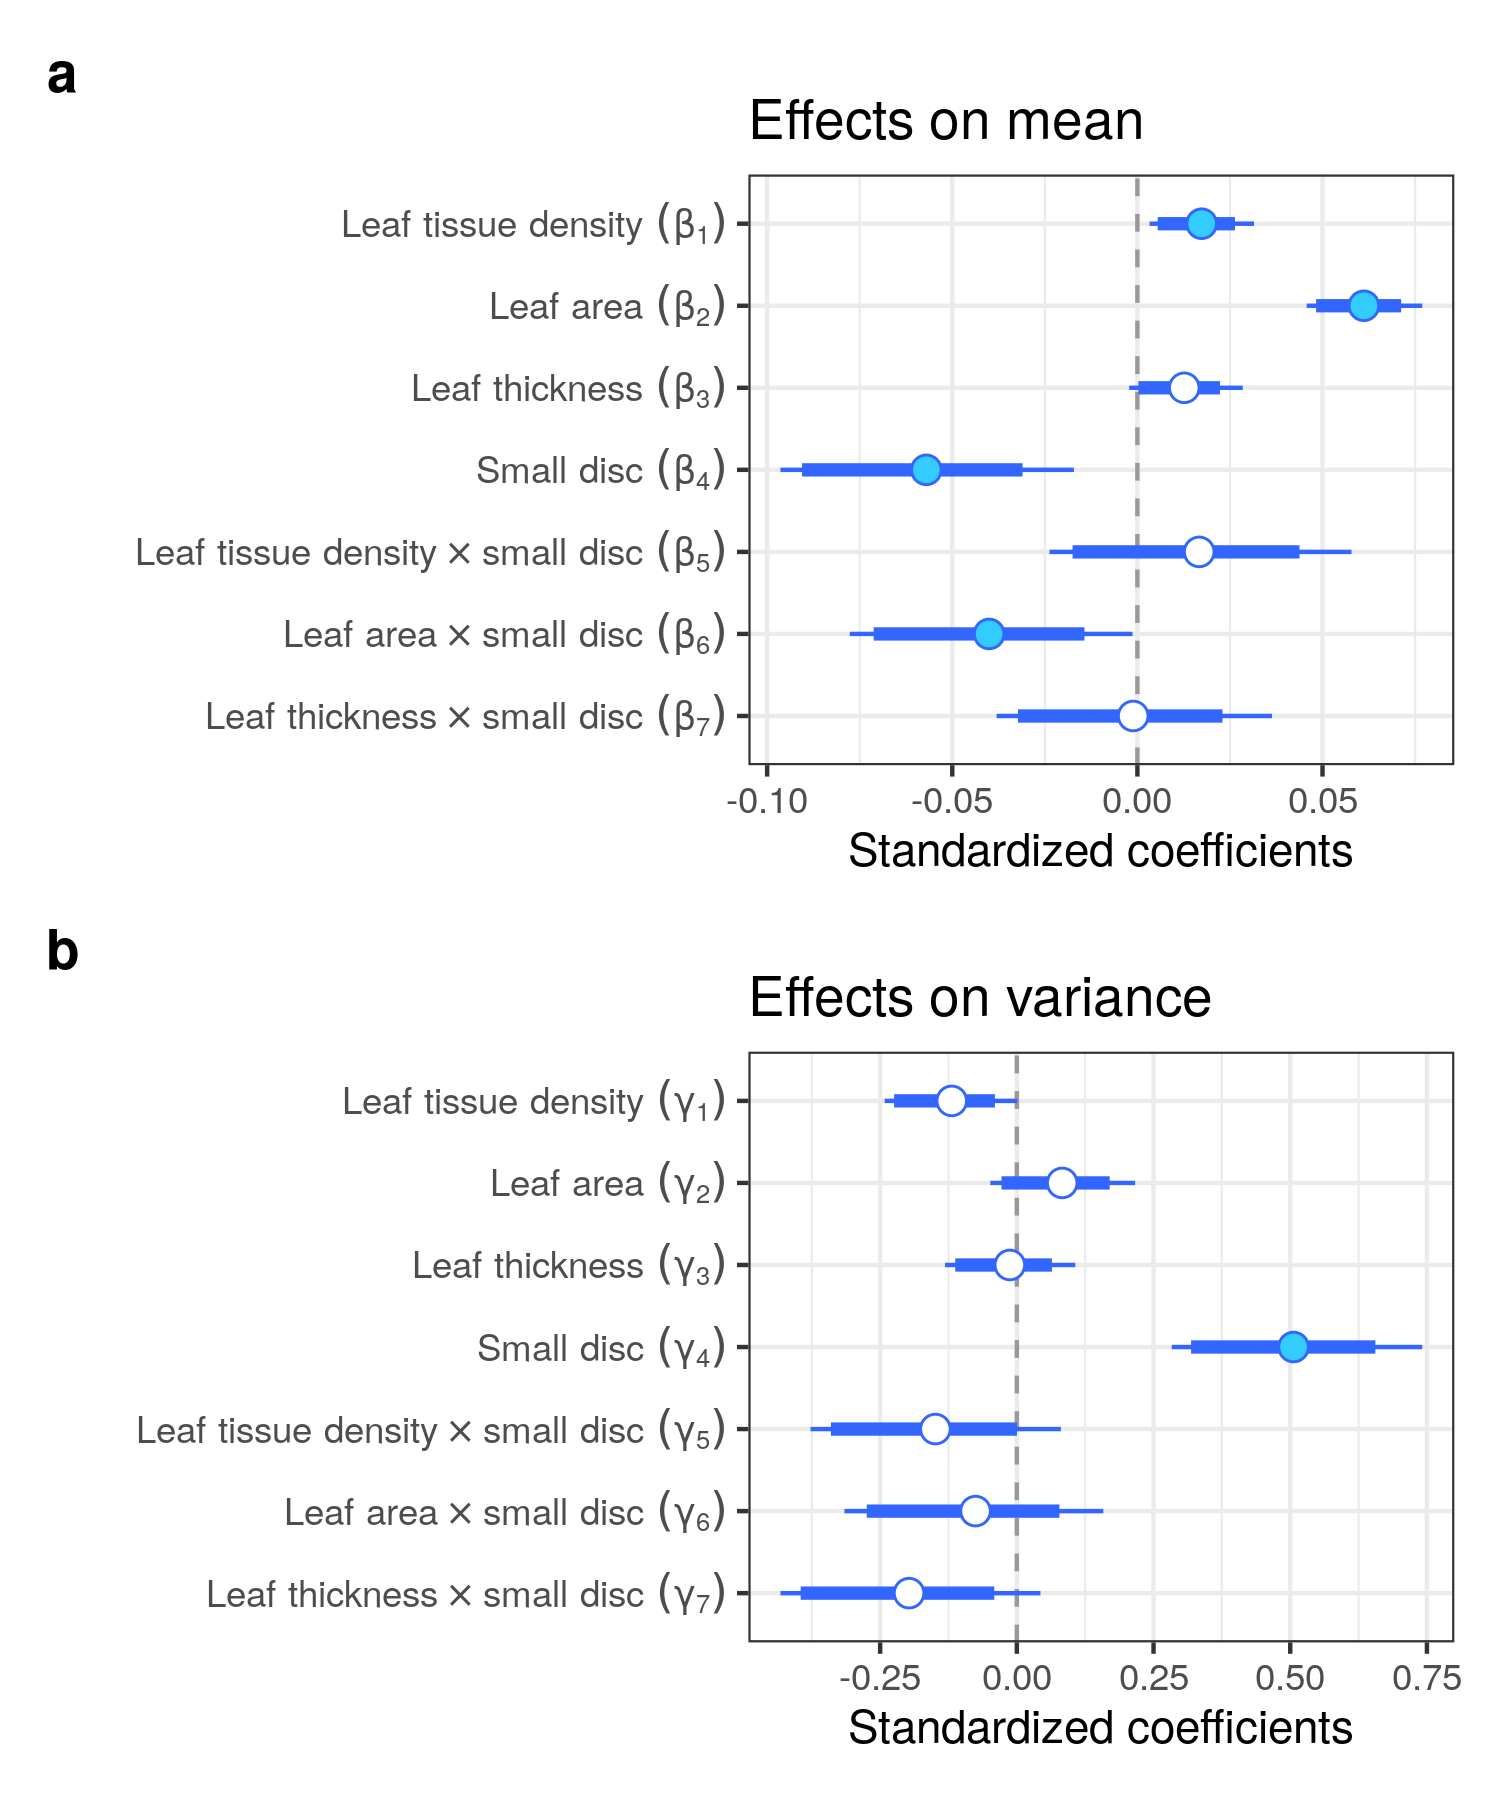 a
Effects on mean
Leaf tissue density (β₁)
Leaf area (β₂)
Leaf thickness (β₃)
Small disc (β₄)
Leaf tissue density × small disc (β₅)
Leaf area × small disc (β₆)
Leaf thickness × small disc (β₇)
-0.10 -0.05 0.00 0.05
Standardized coefficients
b
Effects on variance
Leaf tissue density (γ₁)
Leaf area (γ₂)
Leaf thickness (γ₃)
Small disc (γ₄)
Leaf tissue density × small disc (γ₅)
Leaf area × small disc (γ₆)
Leaf thickness × small disc (γ₇)
-0.25 0.00 0.25 0.50 0.75
Standardized coefficients